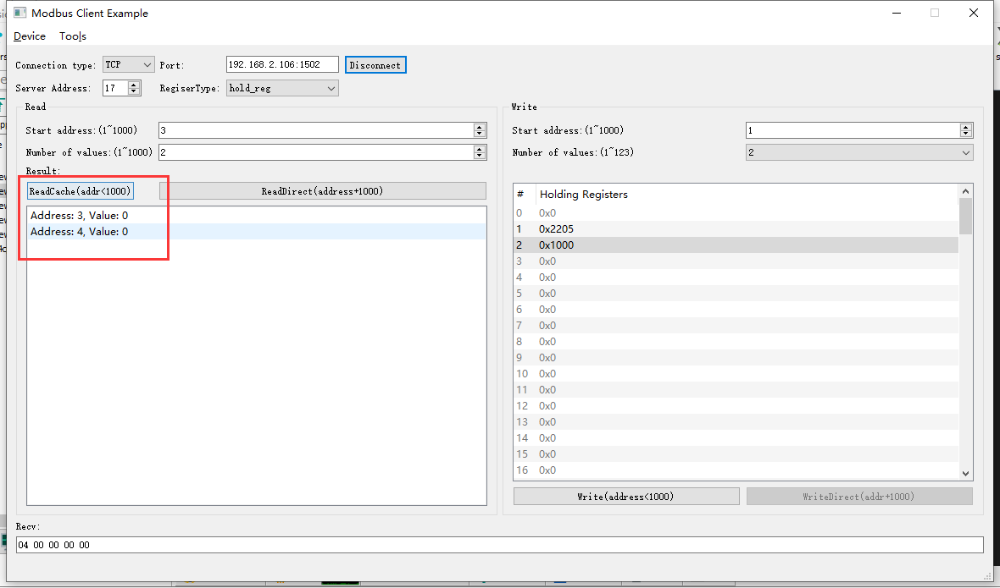 Modbus Client Example
Device Tools
Connection type: TCP Port: 192.168.2.106:1502 Disconnect
Server Address: 17 RegiserType: hold_reg
Read
Start address:(1~1000) 3
Number of values:(1~1000) 2
Result:
ReadCache(addr<1000) ReadDirect(address+1000)
Address: 3, Value: 0
Address: 4, Value: 0
Write
Start address:(1~1000) 1
Number of values:(1~123) 2
# Holding Registers
0 0x0
1 0x2205
2 0x1000
3 0x0
4 0x0
5 0x0
6 0x0
7 0x0
8 0x0
9 0x0
10 0x0
11 0x0
12 0x0
13 0x0
14 0x0
15 0x0
16 0x0
Write(address<1000) WriteDirect(addr+1000)
Recv:
04 00 00 00 00